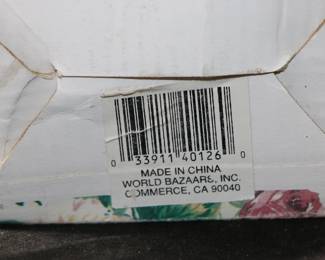 0 33911 40126 0
MADE IN CHINA
WORLD BAZAARS, INC.
COMMERCE, CA 90040